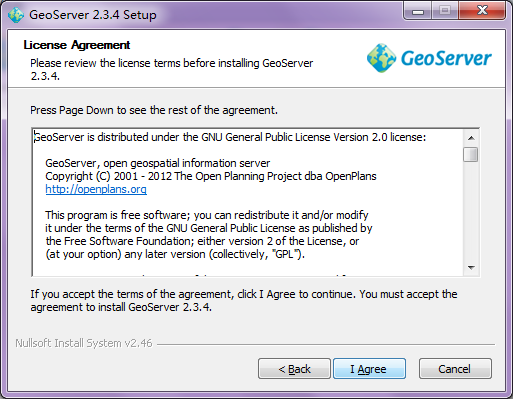 GeoServer 2.3.4 Setup
License Agreement
Please review the license terms before installing GeoServer
2.3.4.
GeoServer
Press Page Down to see the rest of the agreement.
GeoServer is distributed under the GNU General Public License Version 2.0 license:
GeoServer, open geospatial information server
Copyright (C) 2001 - 2012 The Open Planning Project dba OpenPlans
http://openplans.org
This program is free software; you can redistribute it and/or modify
it under the terms of the GNU General Public License as published by
the Free Software Foundation; either version 2 of the License, or
(at your option) any later version (collectively, "GPL").
If you accept the terms of the agreement, click I Agree to continue. You must accept the
agreement to install GeoServer 2.3.4.
Nullsoft Install System v2.46
< Back
I Agree
Cancel